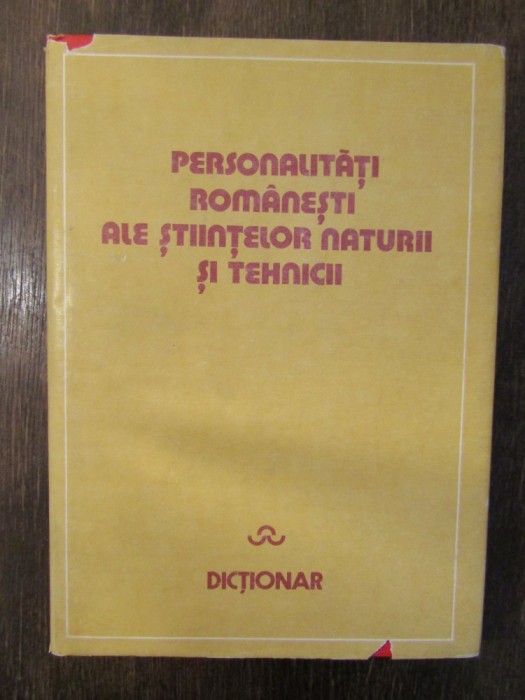 PERSONALITĂȚI
ROMÂNEȘTI
ALE ȘTIINȚELOR NATURII
ȘI TEHNICII
DICȚIONAR